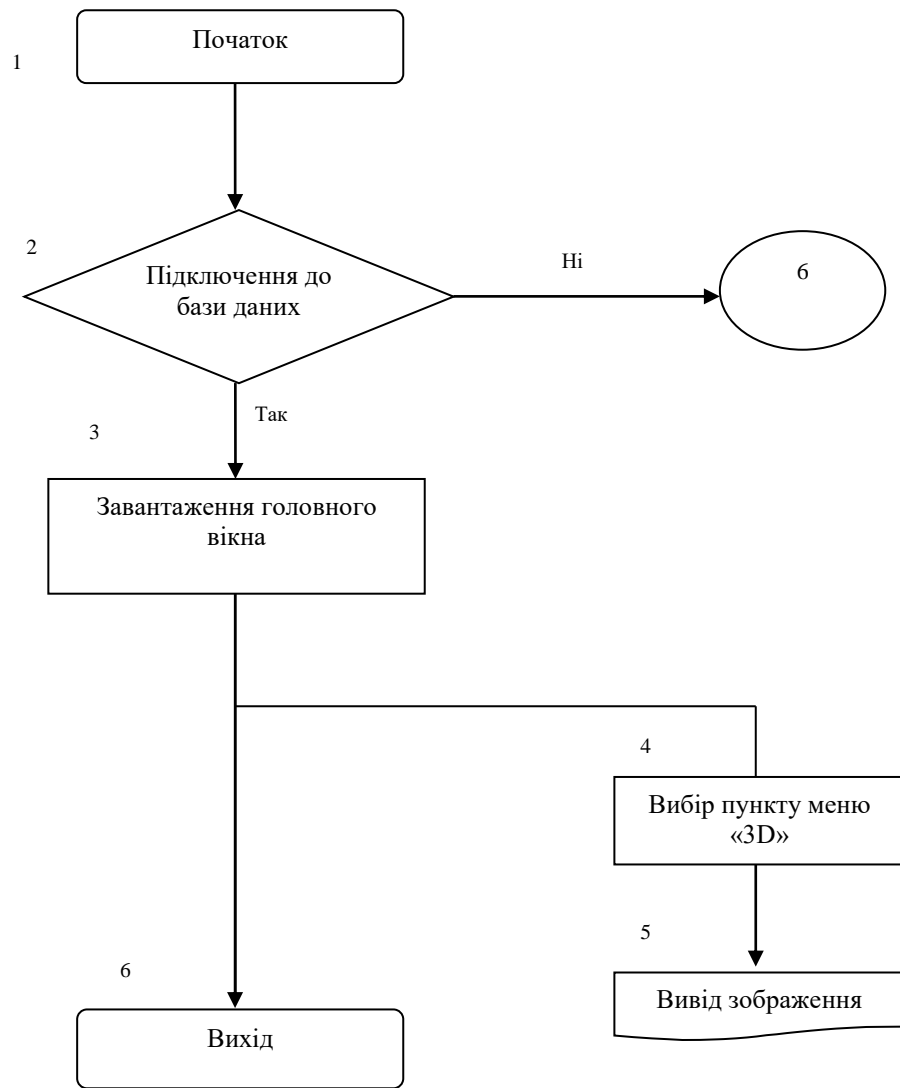 Початок
1
2
Підключення до
бази даних
Ні
6
Так
3
Завантаження головного
вікна
4
Вибір пункту меню
«3D»
5
Вивід зображення
6
Вихід